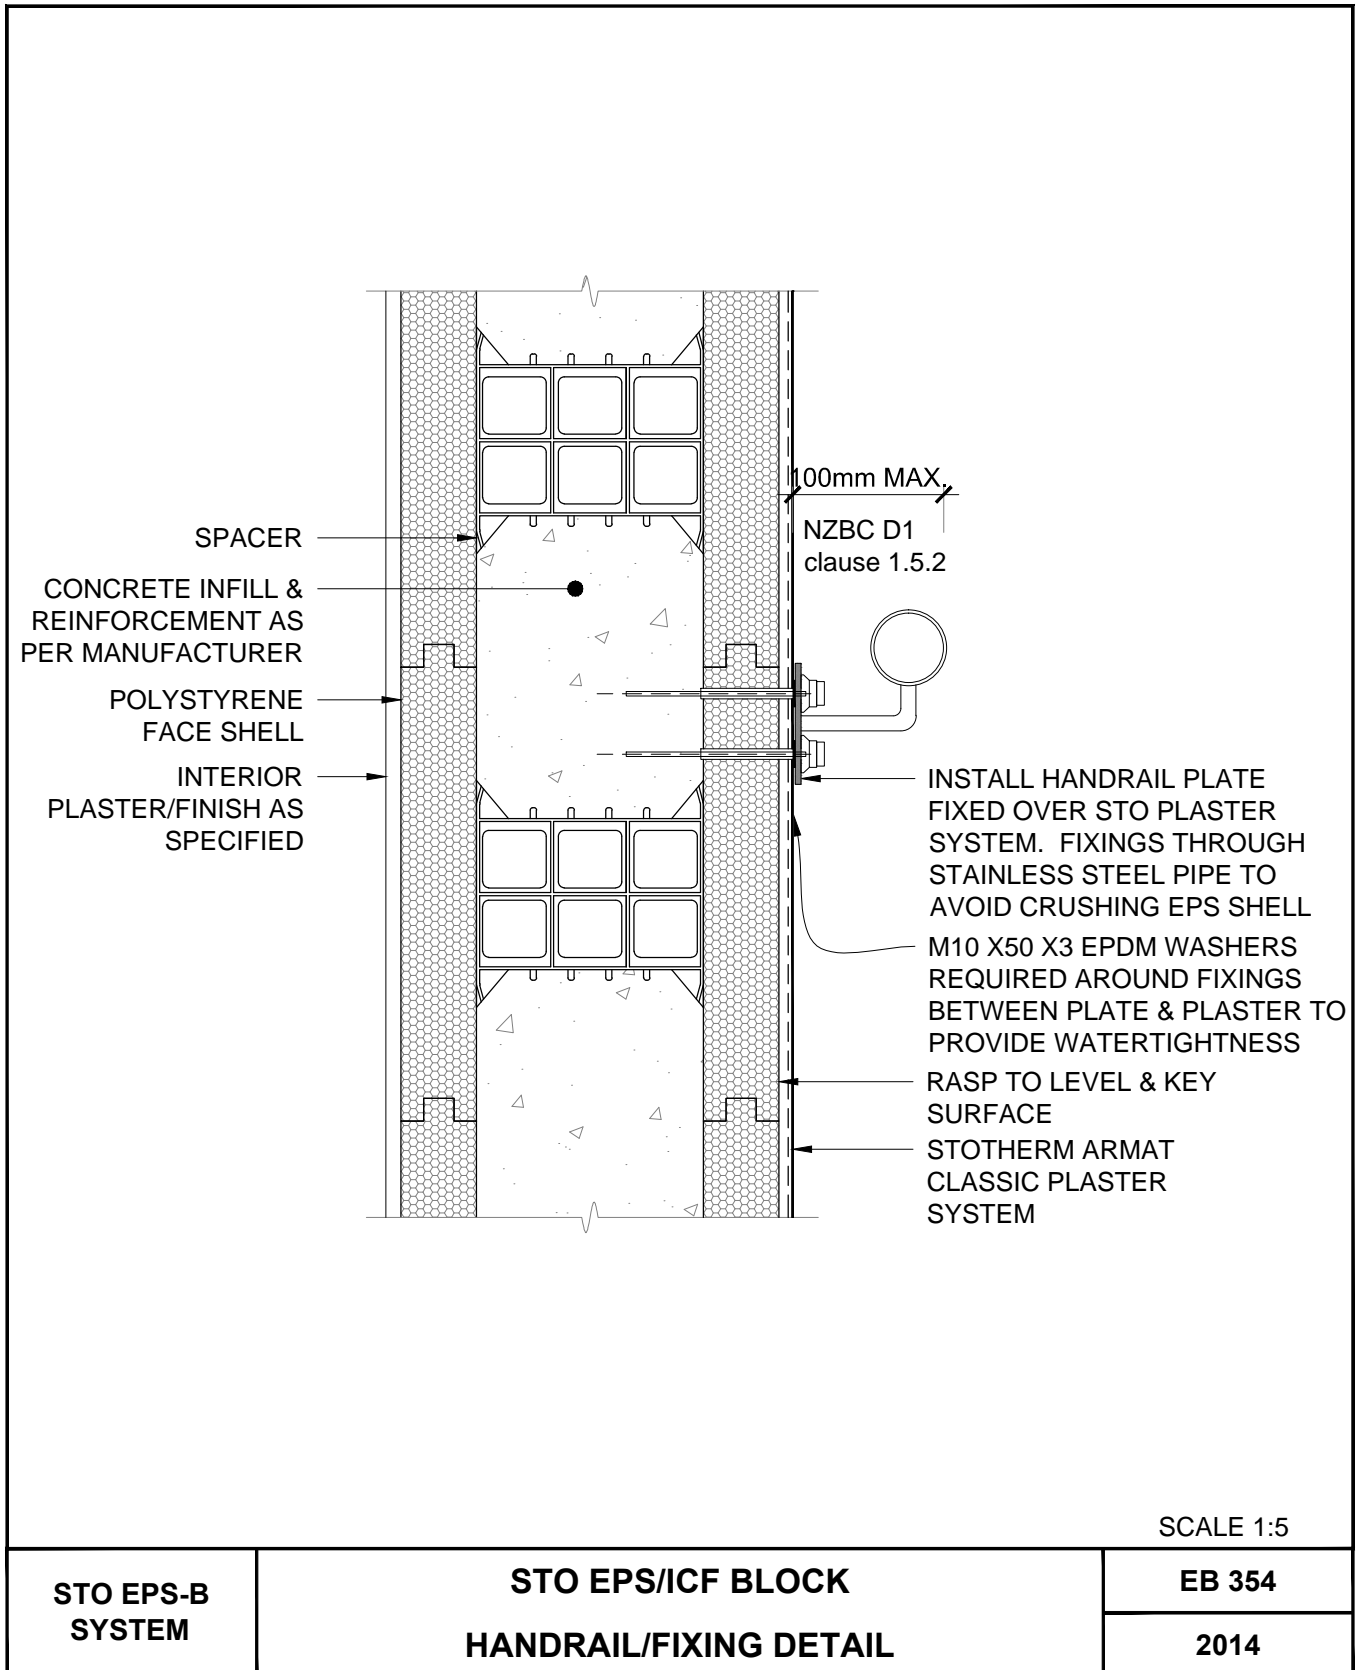 100mm MAX.
NZBC D1
clause 1.5.2
SPACER
CONCRETE INFILL &
REINFORCEMENT AS
PER MANUFACTURER
POLYSTYRENE
FACE SHELL
INTERIOR
PLASTER/FINISH AS
SPECIFIED
INSTALL HANDRAIL PLATE
FIXED OVER STO PLASTER
SYSTEM. FIXINGS THROUGH
STAINLESS STEEL PIPE TO
AVOID CRUSHING EPS SHELL
M10 X50 X3 EPDM WASHERS
REQUIRED AROUND FIXINGS
BETWEEN PLATE & PLASTER TO
PROVIDE WATERTIGHTNESS
RASP TO LEVEL & KEY
SURFACE
STOTHERM ARMAT
CLASSIC PLASTER
SYSTEM
SCALE 1:5
STO EPS-B
SYSTEM
STO EPS/ICF BLOCK
HANDRAIL/FIXING DETAIL
EB 354
2014